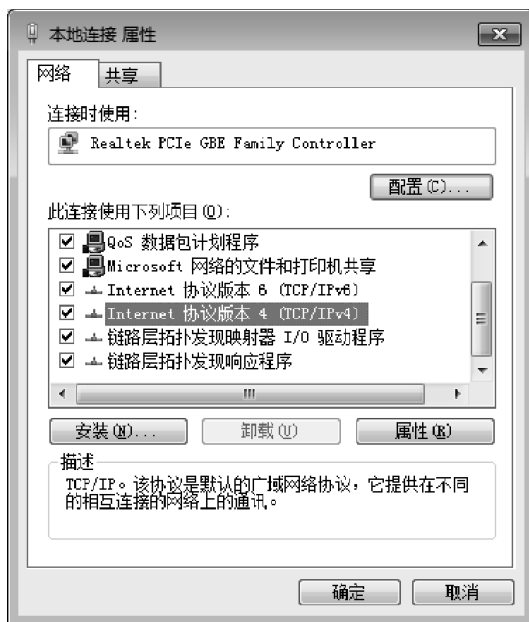 本地连接 属性
网络 共享
连接时使用:
Realtek PCIe GBE Family Controller
配置(C)...
此连接使用下列项目(O):
QoS 数据包计划程序
Microsoft 网络的文件和打印机共享
Internet 协议版本 6 (TCP/IPv6)
Internet 协议版本 4 (TCP/IPv4)
链路层拓扑发现映射器 I/O 驱动程序
链路层拓扑发现响应程序
安装(N)... 卸载(U) 属性(R)
描述
TCP/IP。该协议是默认的广域网络协议，它提供在不同
的相互连接的网络上的通讯。
确定 取消